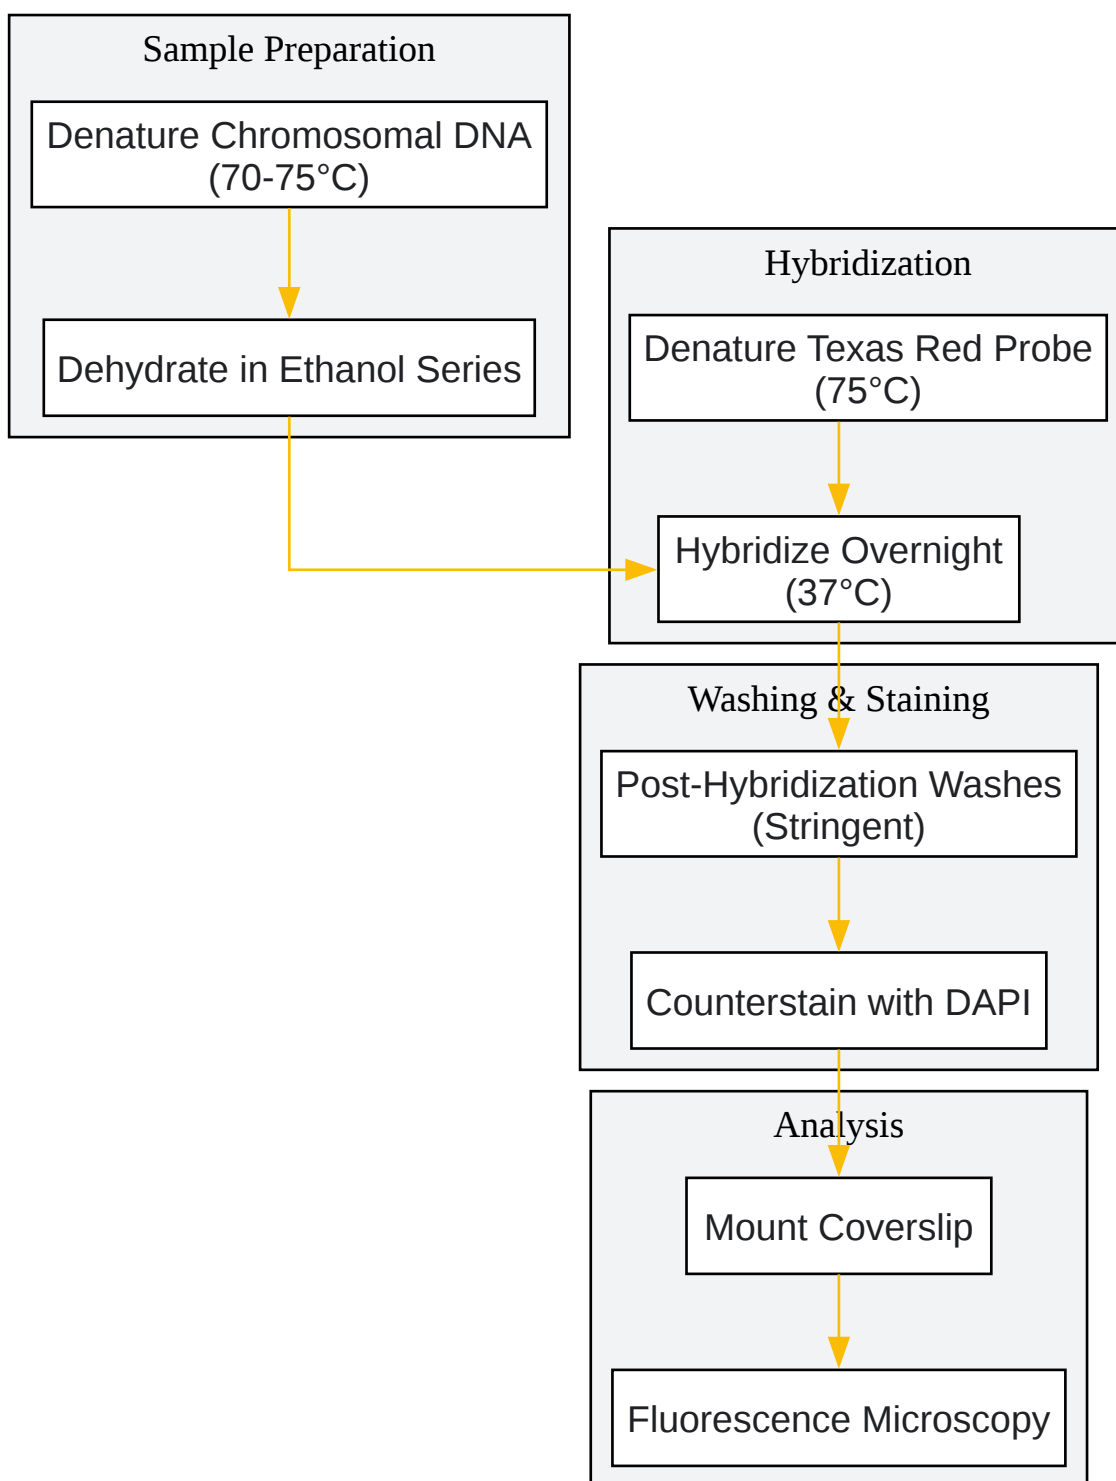 Sample Preparation
Denature Chromosomal DNA
(70-75°C)
Dehydrate in Ethanol Series
Hybridization
Denature Texas Red Probe
(75°C)
Hybridize Overnight
(37°C)
Washing & Staining
Post-Hybridization Washes
(Stringent)
Counterstain with DAPI
Analysis
Mount Coverslip
Fluorescence Microscopy